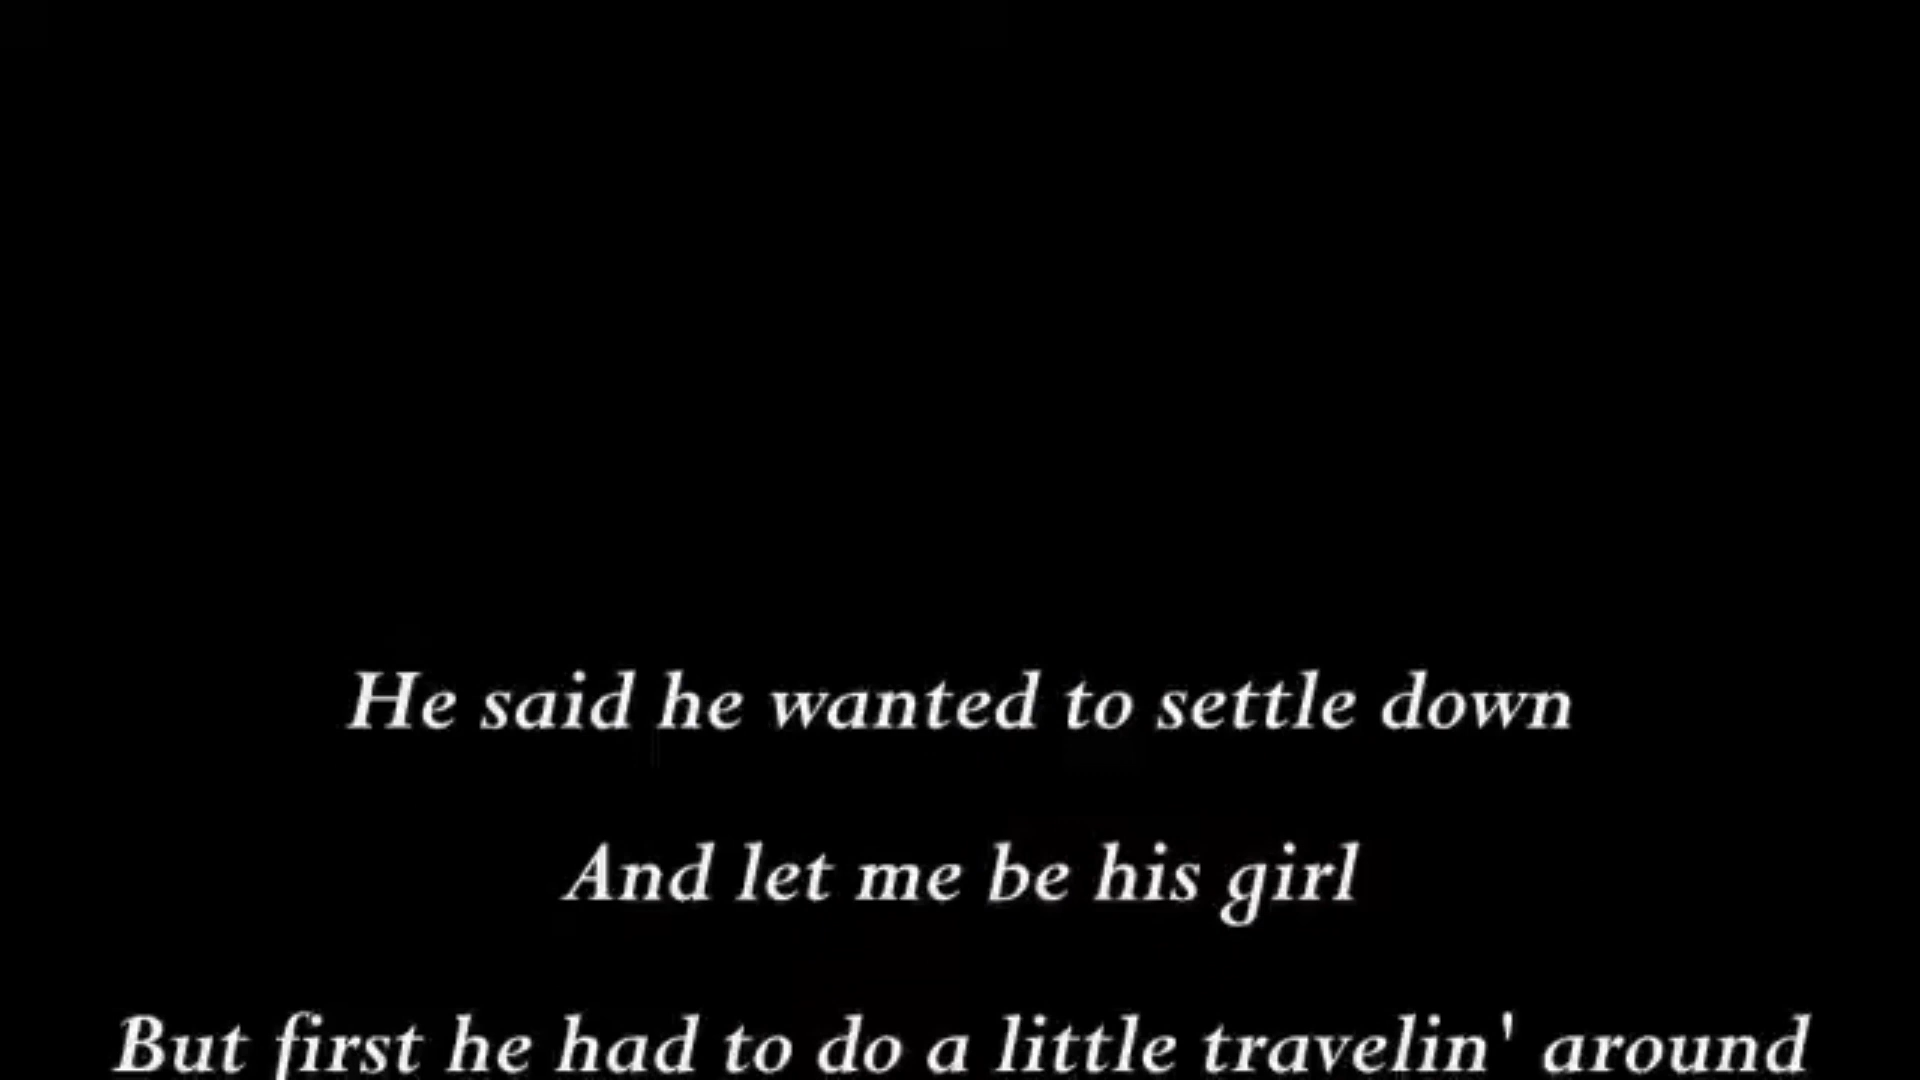 He said he wanted to settle down
And let me be his girl
But first he had to do a little travelin' around